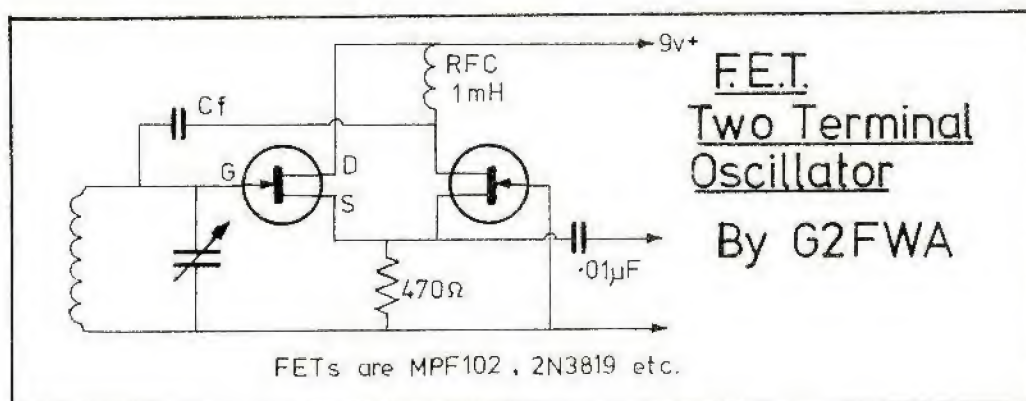 9v+
RFC
1mH
Cf
G
D
S
470Ω
·01µF
F.E.T.
Two Terminal
Oscillator
By G2FWA
FETs are MPF102, 2N3819 etc.